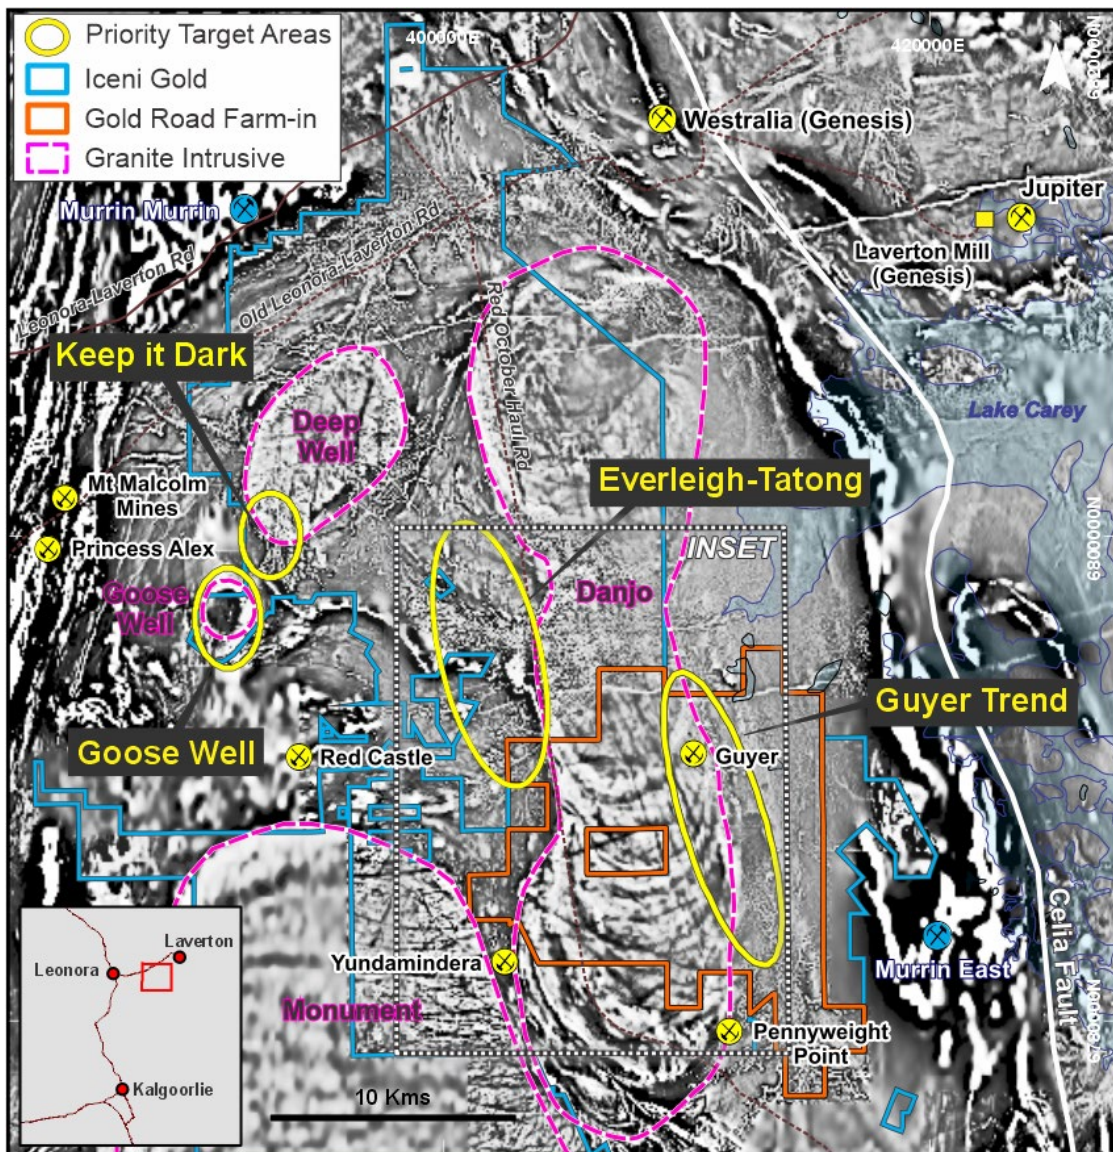 Priority Target Areas
Iceni Gold
Gold Road Farm-in
Granite Intrusive
400000E
420000E
6820000N
N
Westralia (Genesis)
Murrin Murrin
Jupiter
Laverton Mill
(Genesis)
Leonora-Laverton Rd
Old Leonora-Laverton Rd
Red October Haul Rd
Keep it Dark
Deep
Well
Lake Carey
Everleigh-Tatong
Mt Malcolm
Mines
Princess Alex
INSET
6800000N
Goose
Well
Danjo
Guyer Trend
Goose Well
Red Castle
Guyer
Celia Fault
Laverton
Leonora
Kalgoorlie
Yundamindera
Monument
Murrin East
Pennyweight
Point
10 Kms